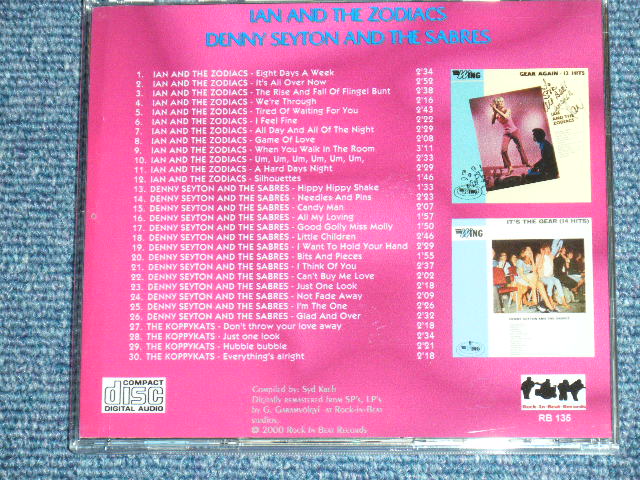 IAN AND THE ZODIACS
DENNY SEYTON AND THE SABRES
1. IAN AND THE ZODIACS - Eight Days A Week 2'34
2. IAN AND THE ZODIACS - It's All Over Now 2'52
3. IAN AND THE ZODIACS - The Rise And Fall Of Flingel Bunt 2'38
4. IAN AND THE ZODIACS - We're Through 2'16
5. IAN AND THE ZODIACS - Tired Of Waiting For You 2'43
6. IAN AND THE ZODIACS - I Feel Fine 2'22
7. IAN AND THE ZODIACS - All Day And All Of The Night 2'29
8. IAN AND THE ZODIACS - Game Of Love 2'08
9. IAN AND THE ZODIACS - When You Walk In The Room 3'11
10. IAN AND THE ZODIACS - Um, Um, Um, Um, Um, 2'33
11. IAN AND THE ZODIACS - A Hard Days Night 2'29
12. IAN AND THE ZODIACS - Silhouettes 1'46
13. DENNY SEYTON AND THE SABRES - Hippy Hippy Shake 1'33
14. DENNY SEYTON AND THE SABRES - Needles And Pins 2'23
15. DENNY SEYTON AND THE SABRES - Candy Man 2'07
16. DENNY SEYTON AND THE SABRES - All My Loving 1'57
17. DENNY SEYTON AND THE SABRES - Good Golly Miss Molly 1'50
18. DENNY SEYTON AND THE SABRES - Little Children 2'46
19. DENNY SEYTON AND THE SABRES - I Want To Hold Your Hand 2'29
20. DENNY SEYTON AND THE SABRES - Bits And Pieces 1'55
21. DENNY SEYTON AND THE SABRES - I Think Of You 2'37
22. DENNY SEYTON AND THE SABRES - Can't Buy Me Love 2'02
23. DENNY SEYTON AND THE SABRES - Just One Look 2'18
24. DENNY SEYTON AND THE SABRES - Not Fade Away 2'09
25. DENNY SEYTON AND THE SABRES - I'm The One 2'26
26. DENNY SEYTON AND THE SABRES - Glad And Over 2'32
27. THE KOPPYKATS - Don't throw your love away 2'18
28. THE KOPPYKATS - Just one look 2'34
29. THE KOPPYKATS - Hubble bubble 2'21
30. THE KOPPYKATS - Everything's alright 2'18
WING
GEAR AGAIN - 12 HITS
IAN AND THE ZODIACS
WING
IT'S THE GEAR (14 HITS)
DENNY SEYTON AND THE SABRES
COMPACT
disc
DIGITAL AUDIO
Compiled by: Syd Kech
Digitally remastered from SP's, LP's
by G. Garamvölgyi at Rock-in-Beat
studios.
© 2000 Rock In Beat Records
Rock In Beat Records
RB 135